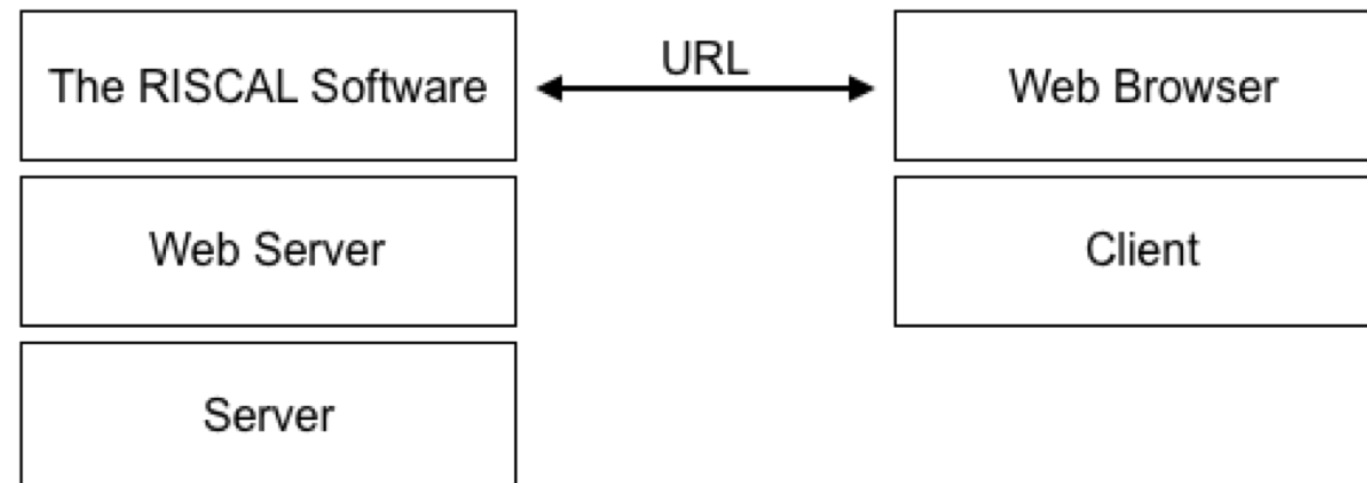 The RISCAL Software
URL
Web Browser
Web Server
Client
Server